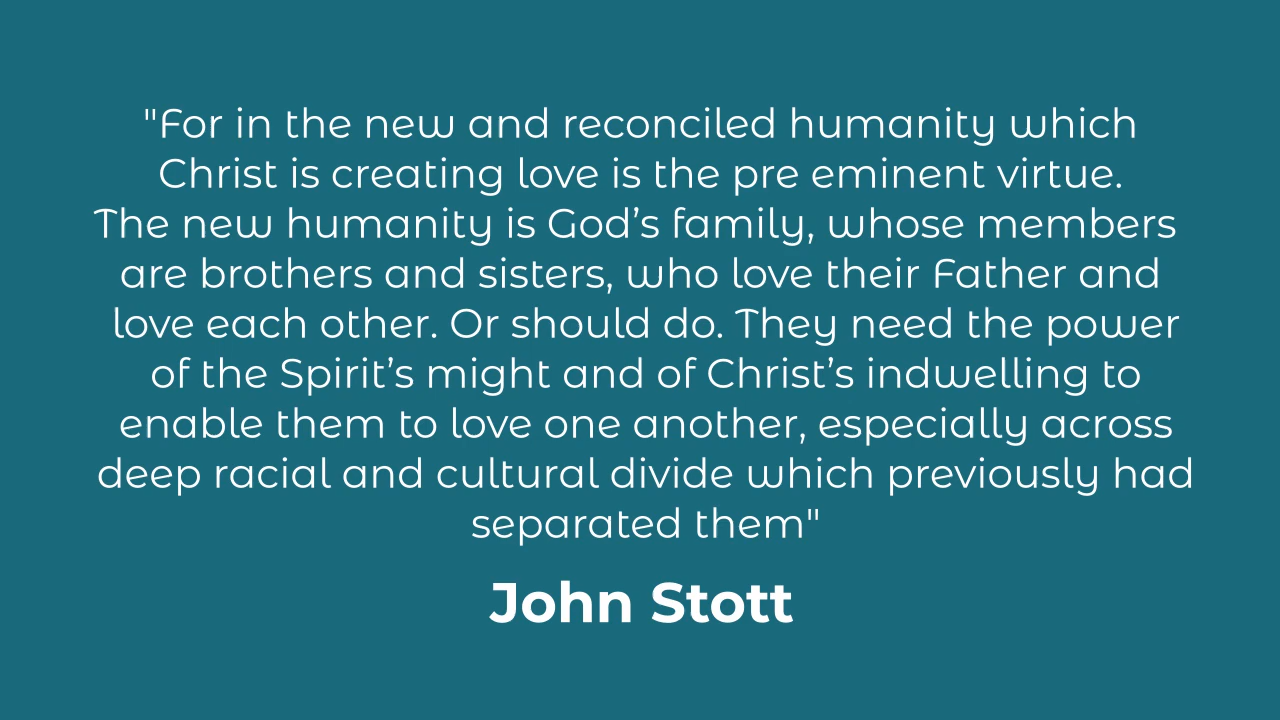 "For in the new and reconciled humanity which
Christ is creating love is the pre eminent virtue.
The new humanity is God’s family, whose members
are brothers and sisters, who love their Father and
love each other. Or should do. They need the power
of the Spirit’s might and of Christ’s indwelling to
enable them to love one another, especially across
deep racial and cultural divide which previously had
separated them"
John Stott